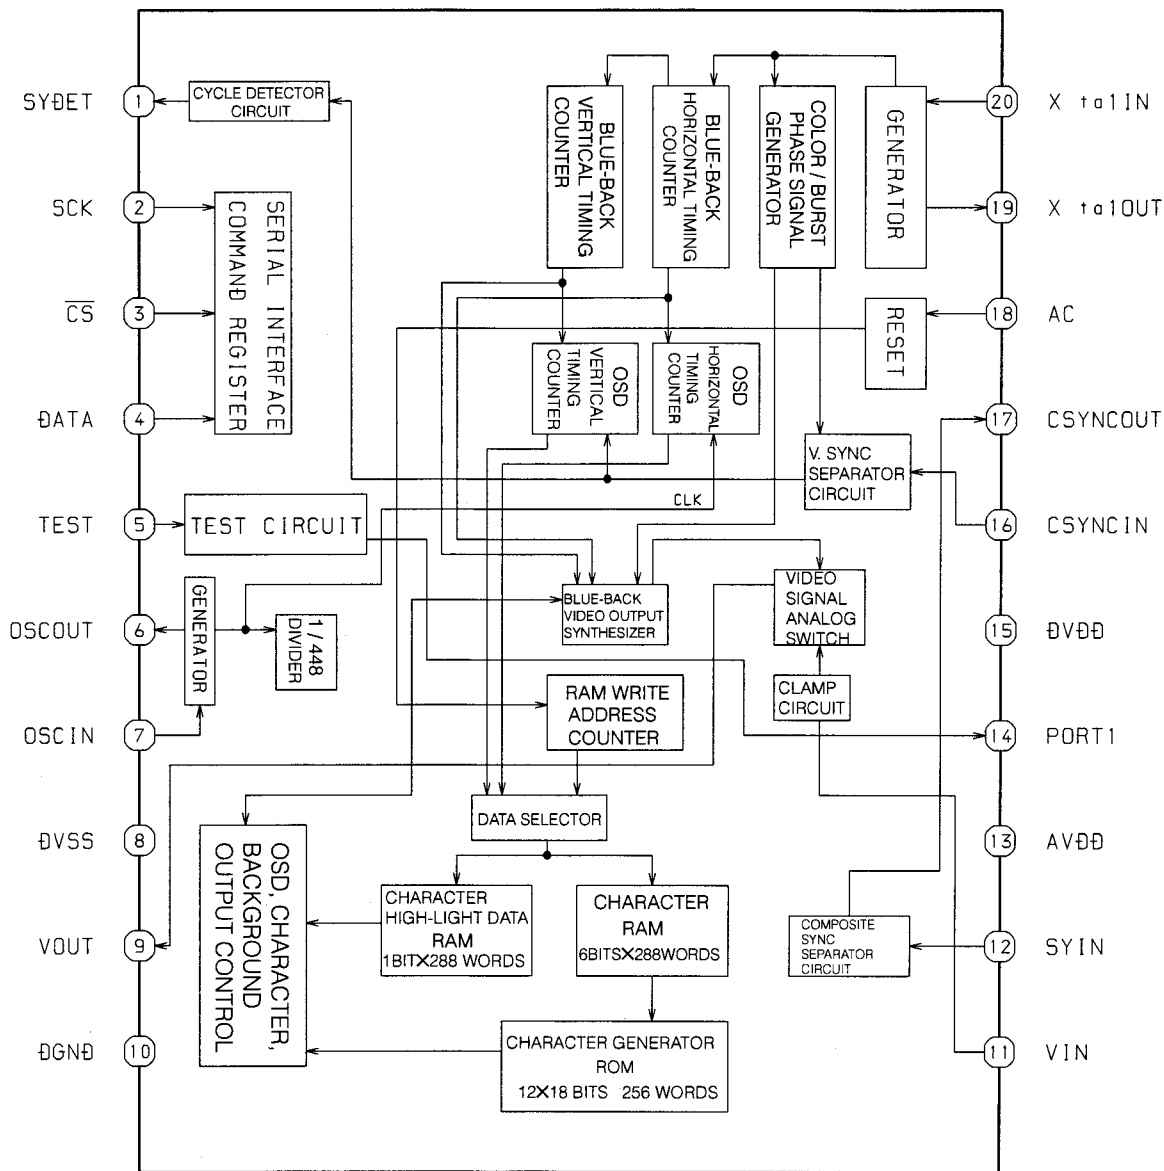 SYDET
1
CYCLE DETECTOR
CIRCUIT
BLUE-BACK
VERTICAL TIMING
COUNTER
BLUE-BACK
HORIZONTAL TIMING
COUNTER
COLOR / BURST
PHASE SIGNAL
GENERATOR
GENERATOR
20
X ta1IN
SCK
2
SERIAL INTERFACE
COMMAND REGISTER
19
X ta1OUT
CS
3
RESET
18
AC
OSD
VERTICAL
TIMING
COUNTER
OSD
HORIZONTAL
TIMING
COUNTER
DATA
4
17
CSYNCOUT
V. SYNC
SEPARATOR
CIRCUIT
CLK
TEST
5
TEST CIRCUIT
16
CSYNCIN
GENERATOR
BLUE-BACK
VIDEO OUTPUT
SYNTHESIZER
VIDEO
SIGNAL
ANALOG
SWITCH
OSCOUT
6
1/448
DIVIDER
15
DVDD
RAM WRITE
ADDRESS
COUNTER
CLAMP
CIRCUIT
OSCIN
7
14
PORT1
DATA SELECTOR
DVSS
8
OSD, CHARACTER,
BACKGROUND
OUTPUT CONTROL
13
AVDD
CHARACTER
HIGH-LIGHT DATA
RAM
1BIT×288 WORDS
CHARACTER
RAM
6BITS×288WORDS
COMPOSITE
SYNC
SEPARATOR
CIRCUIT
VOUT
9
12
SYIN
CHARACTER GENERATOR
ROM
12×18 BITS 256 WORDS
DGND
10
11
VIN